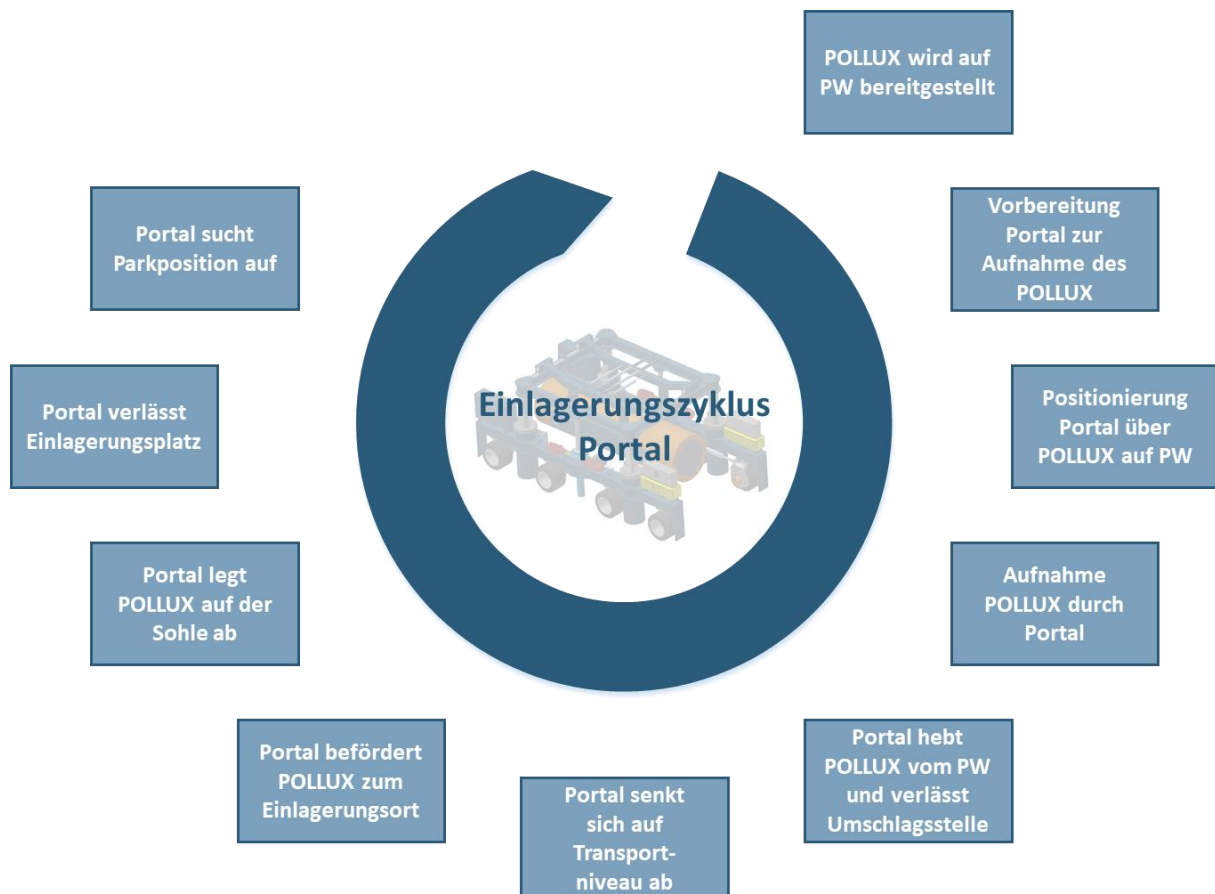 POLLUX wird auf
PW bereitgestellt
Vorbereitung
Portal zur
Aufnahme des
POLLUX
Positionierung
Portal über
POLLUX auf PW
Aufnahme
POLLUX durch
Portal
Portal hebt
POLLUX vom PW
und verlässt
Umschlagsstelle
Portal senkt
sich auf
Transport-
niveau ab
Portal befördert
POLLUX zum
Einlagerungsort
Portal legt
POLLUX auf der
Sohle ab
Portal verlässt
Einlagerungsplatz
Portal sucht
Parkposition auf
Einlagerungszyklus
Portal